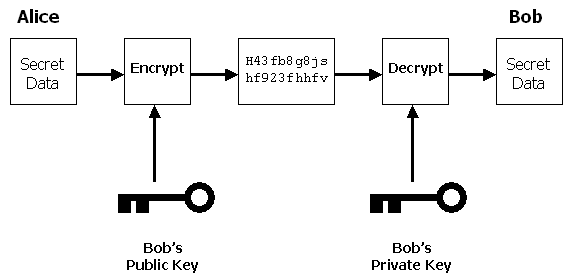 Alice
Bob
Secret
Data
Encrypt
H43fb8g8js
hf923fhhfv
Decrypt
Secret
Data
Bob's
Public Key
Bob's
Private Key